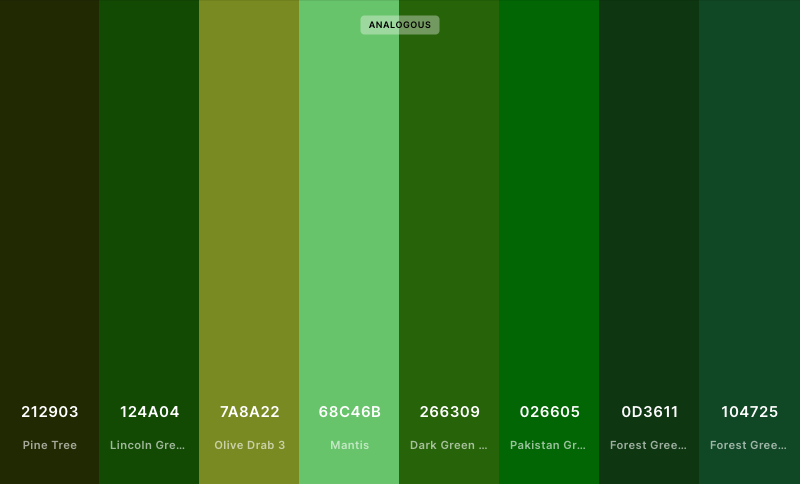 ANALOGOUS
212903 124A04 7A8A22 68C46B 266309 026605 0D3611 104725
Pine Tree Lincoln Gre... Olive Drab 3 Mantis Dark Green ... Pakistan Gr... Forest Gree... Forest Gree...